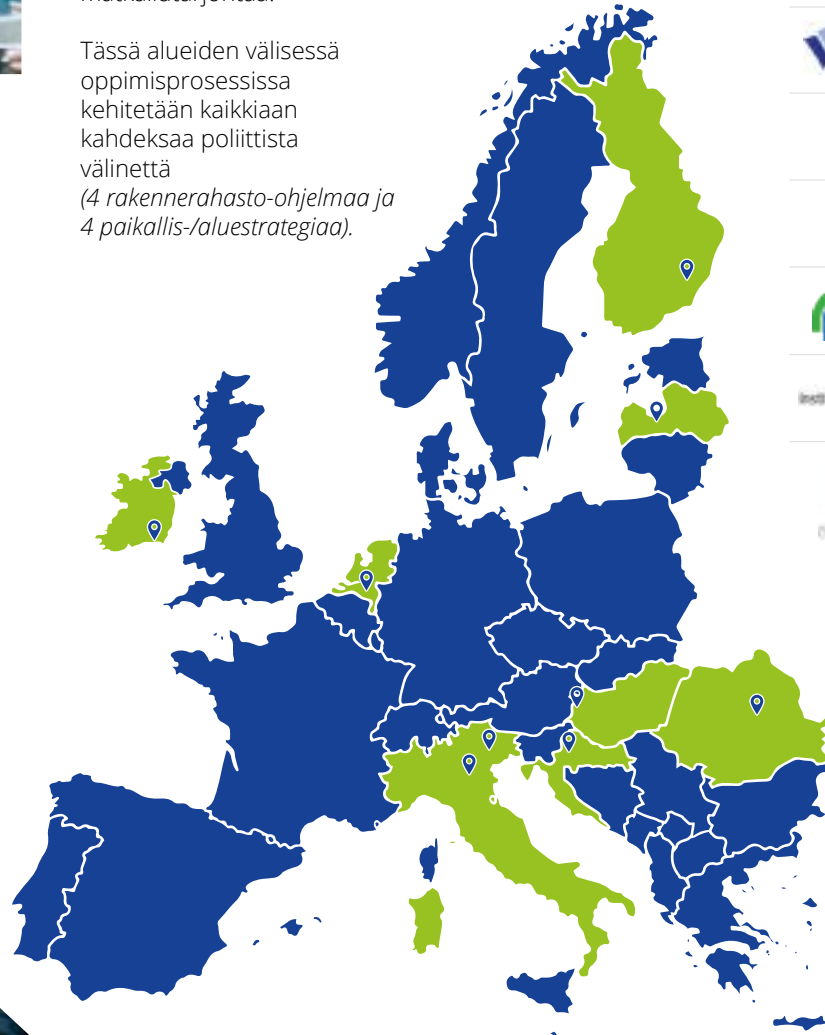 Tässä alueiden välisessä
oppimisprosessissa
kehitetään kaikkiaan
kahdeksaa poliittista
välinettä
(4 rakennerahasto-ohjelmaa ja
4 paikallis-/aluestrategiaa).